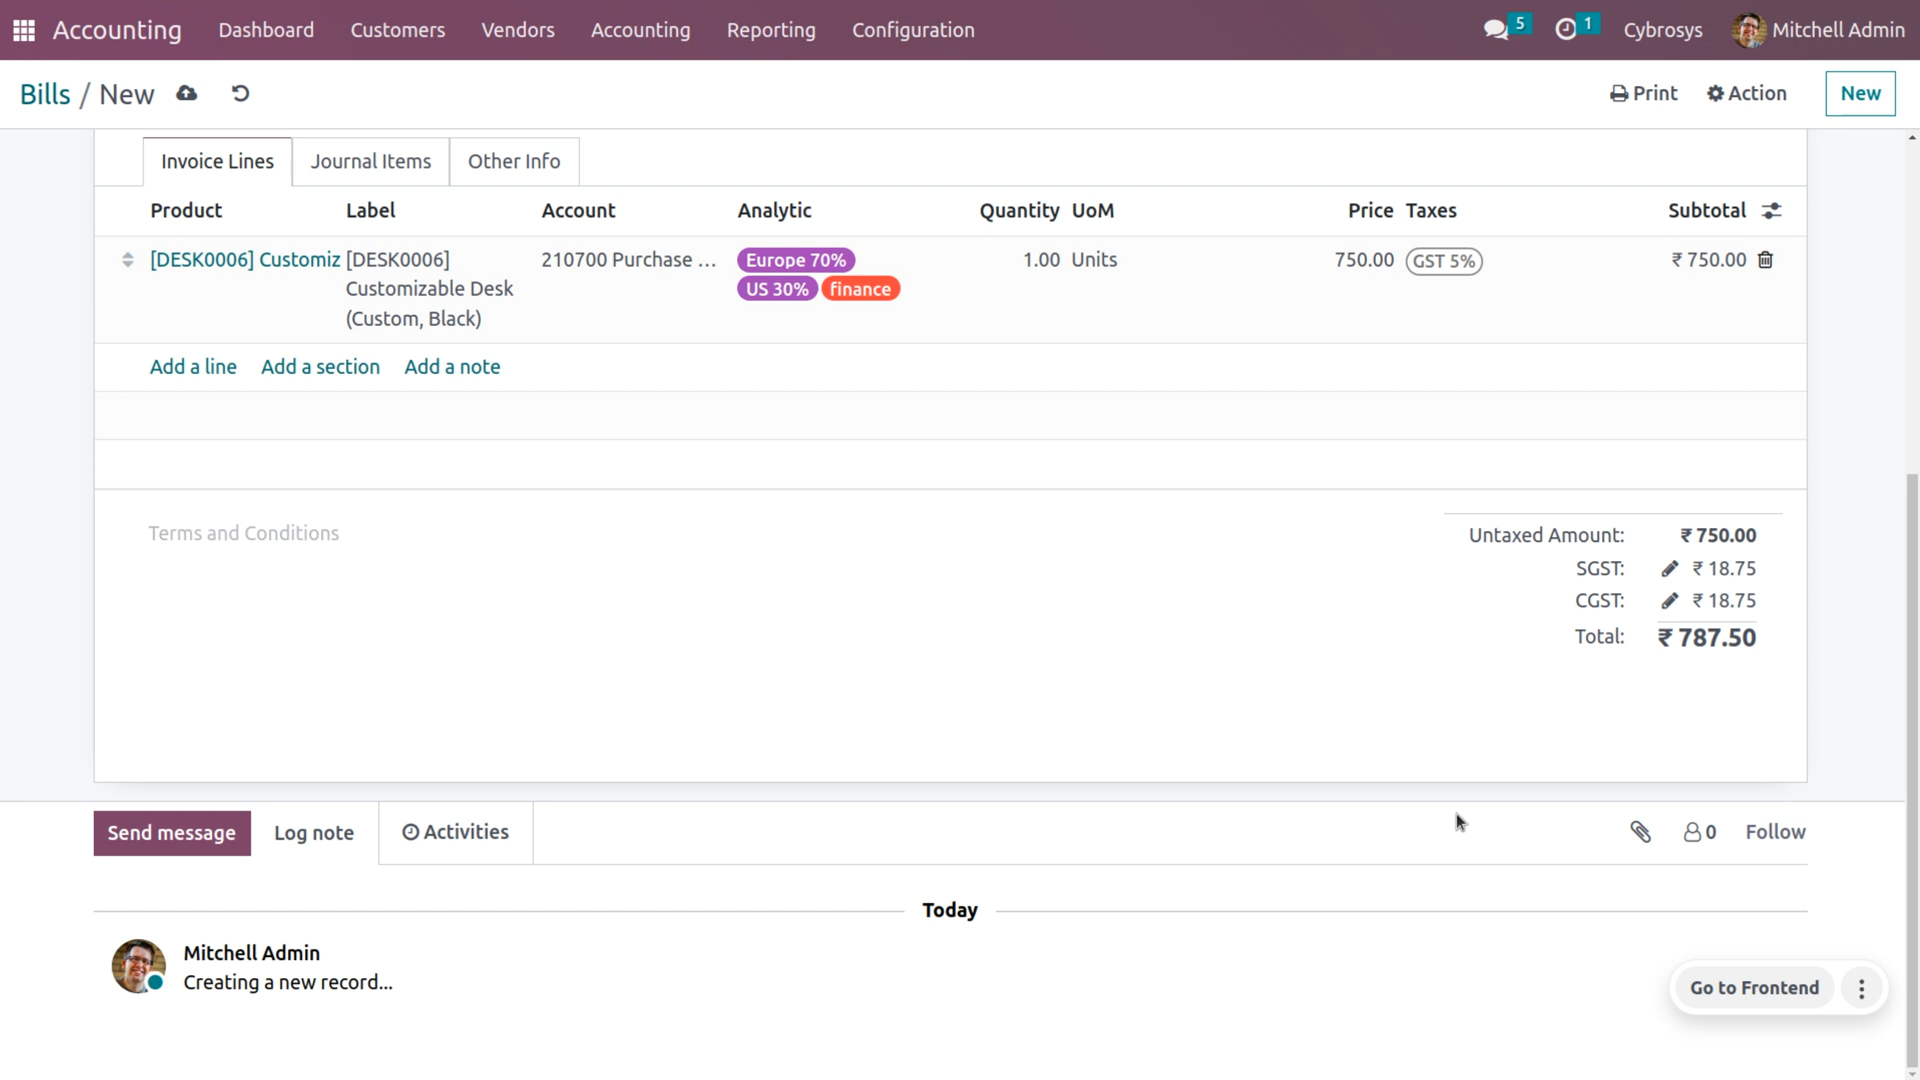 Accounting Dashboard Customers Vendors Accounting Reporting Configuration 5 1 Cybrosys Mitchell Admin
Bills / New Print Action New
Invoice Lines Journal Items Other Info
Product Label Account Analytic Quantity UoM Price Taxes Subtotal
[DESK0006] Customiz [DESK0006] 210700 Purchase ... Europe 70% 1.00 Units 750.00 GST 5% ₹ 750.00
Customizable Desk US 30% finance
(Custom, Black)
Add a line Add a section Add a note
Terms and Conditions
Untaxed Amount: ₹ 750.00
SGST: ₹ 18.75
CGST: ₹ 18.75
Total: ₹ 787.50
Send message Log note Activities 0 Follow
Today
Mitchell Admin
Creating a new record...
Go to Frontend